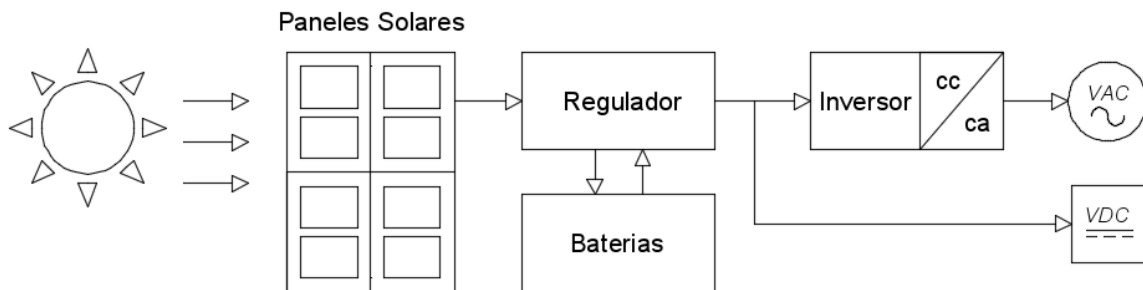 Paneles Solares
Regulador
Inversor
cc
ca
VAC
Baterias
VDC